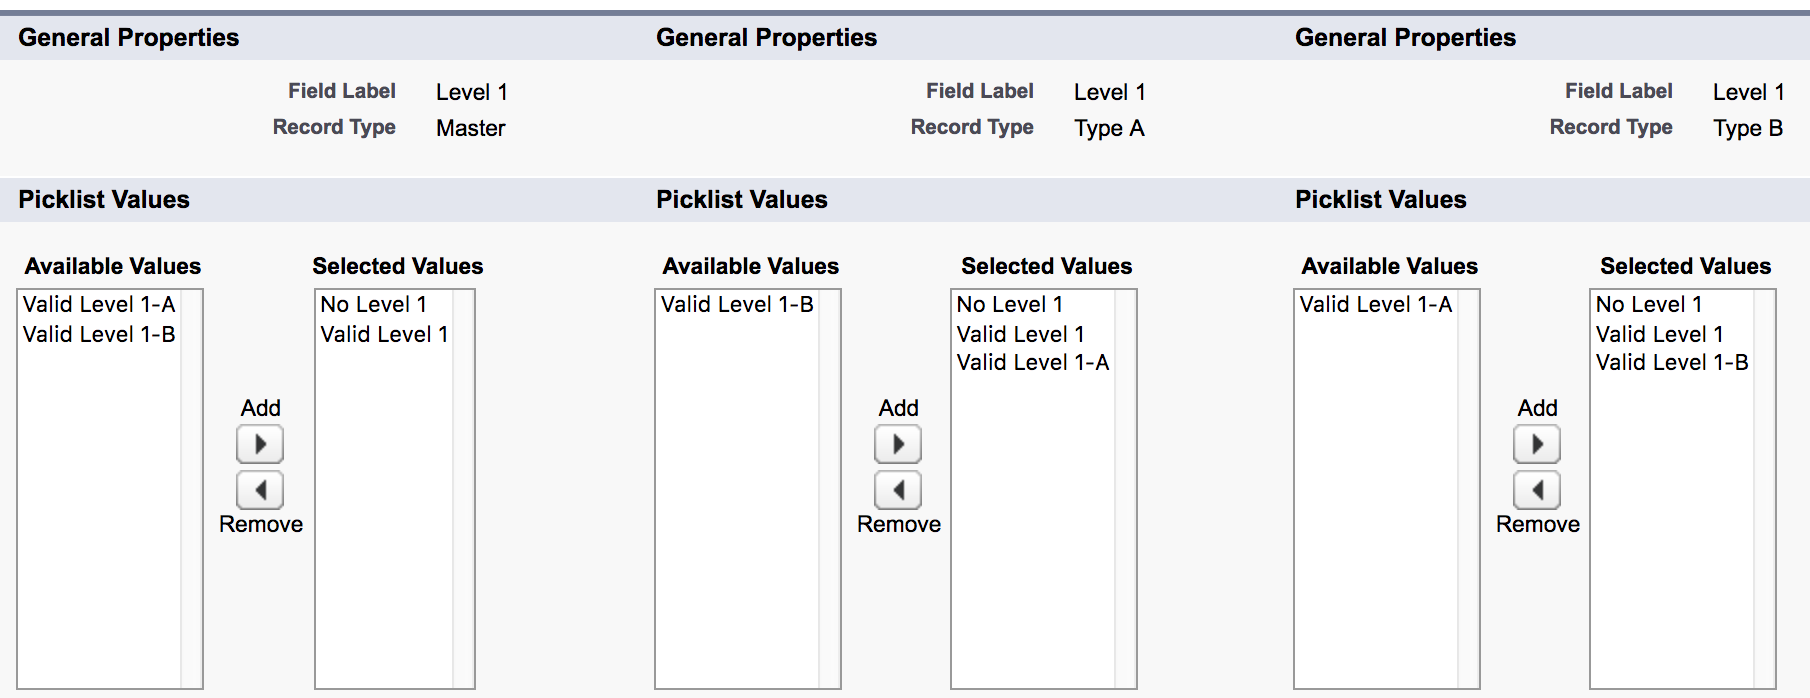 General Properties
Field Label Level 1
Record Type Master
Picklist Values
Available Values Selected Values
Valid Level 1-A
Valid Level 1-B
Add
Remove
No Level 1
Valid Level 1
General Properties
Field Label Level 1
Record Type Type A
Picklist Values
Available Values Selected Values
Valid Level 1-B
Add
Remove
No Level 1
Valid Level 1
Valid Level 1-A
General Properties
Field Label Level 1
Record Type Type B
Picklist Values
Available Values Selected Values
Valid Level 1-A
Add
Remove
No Level 1
Valid Level 1
Valid Level 1-B